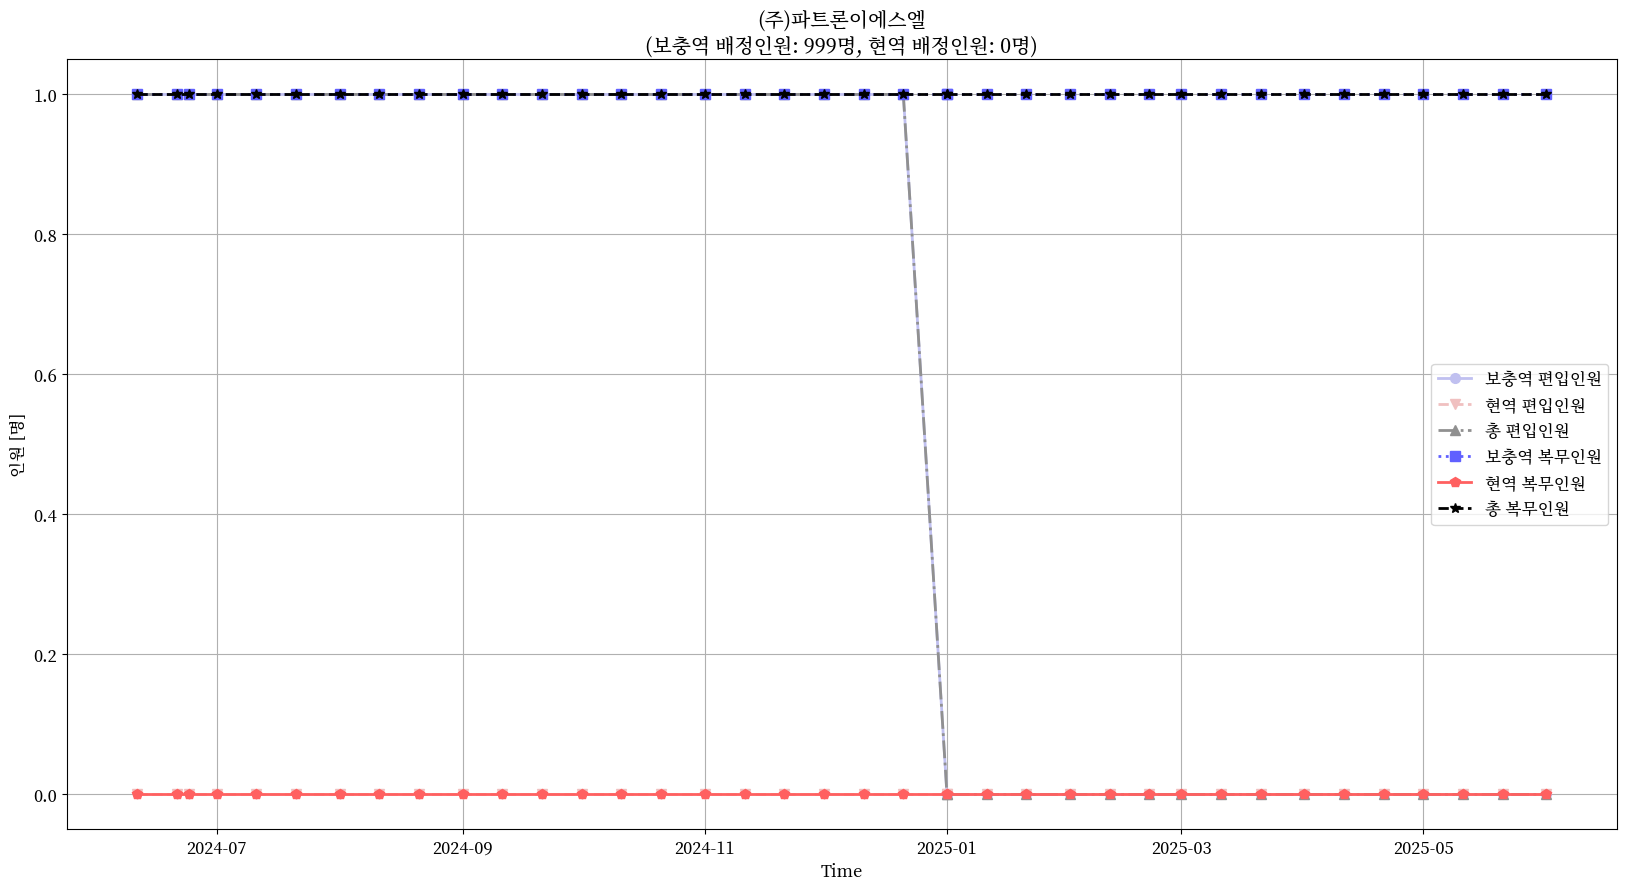 (주)파트론이에스엘
(보충역 배정인원: 999명, 현역 배정인원: 0명)
1.0
0.8
0.6
0.4
0.2
0.0
인원 [명]
보충역 편입인원
현역 편입인원
총 편입인원
보충역 복무인원
현역 복무인원
총 복무인원
2024-07 2024-09 2024-11 2025-01 2025-03 2025-05
Time